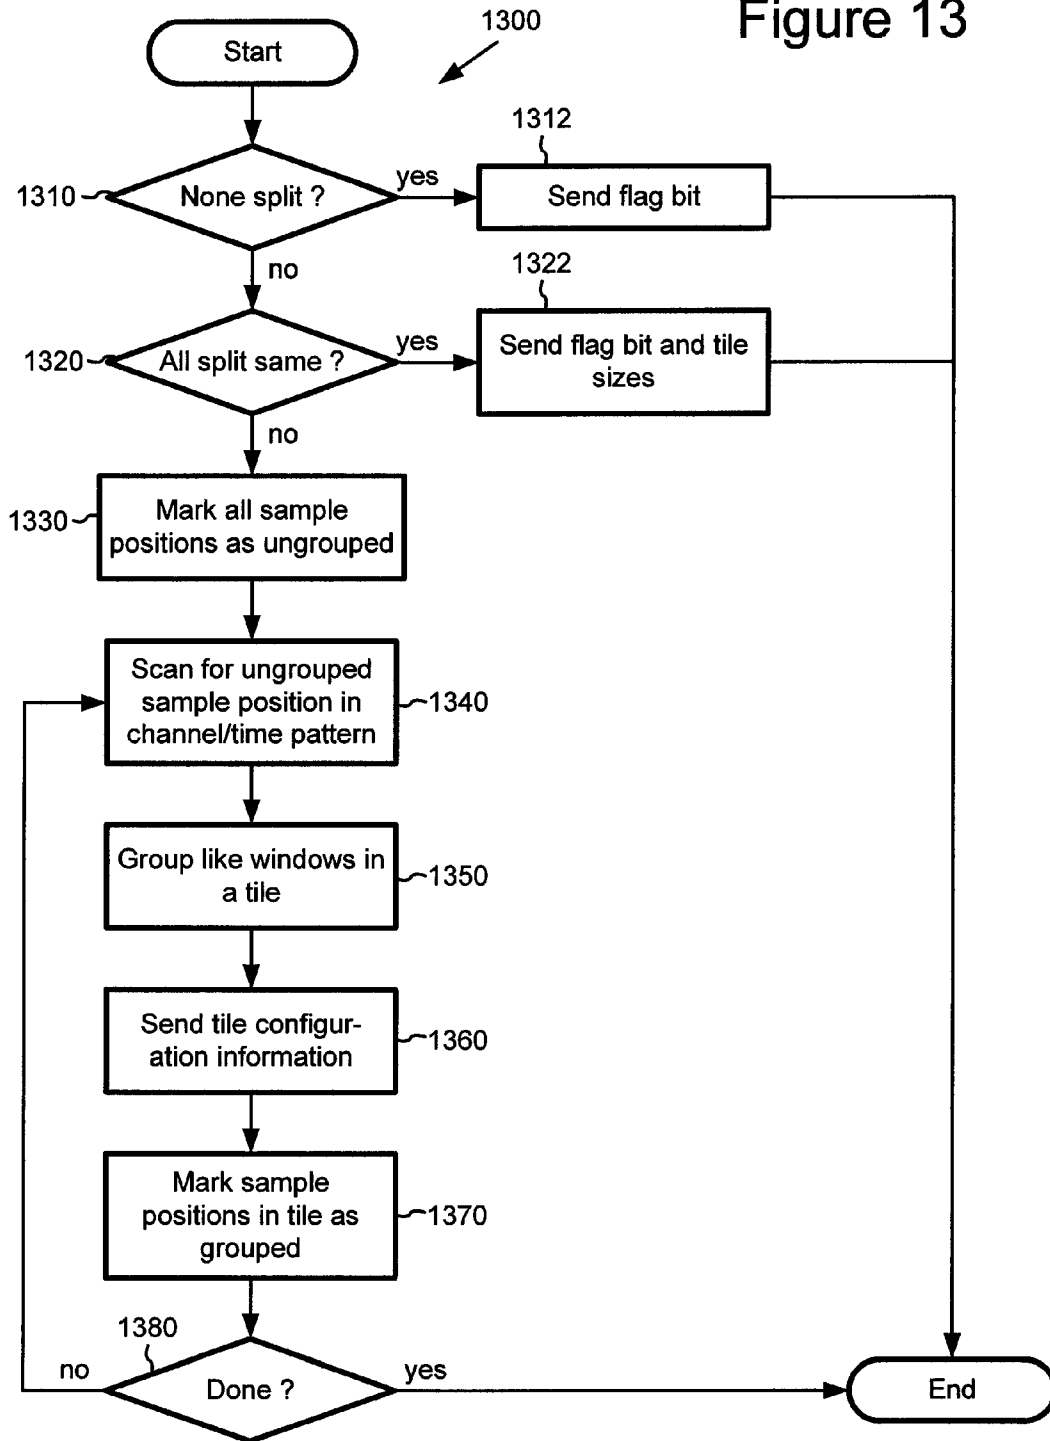 Figure 13
1300
Start
1312
1310
None split ?
yes
Send flag bit
no
1322
1320
All split same ?
yes
Send flag bit and tile
sizes
no
1330
Mark all sample
positions as ungrouped
Scan for ungrouped
sample position in
channel/time pattern
1340
Group like windows in
a tile
1350
Send tile configur-
ation information
1360
Mark sample
positions in tile as
grouped
1370
1380
no
Done ?
yes
End